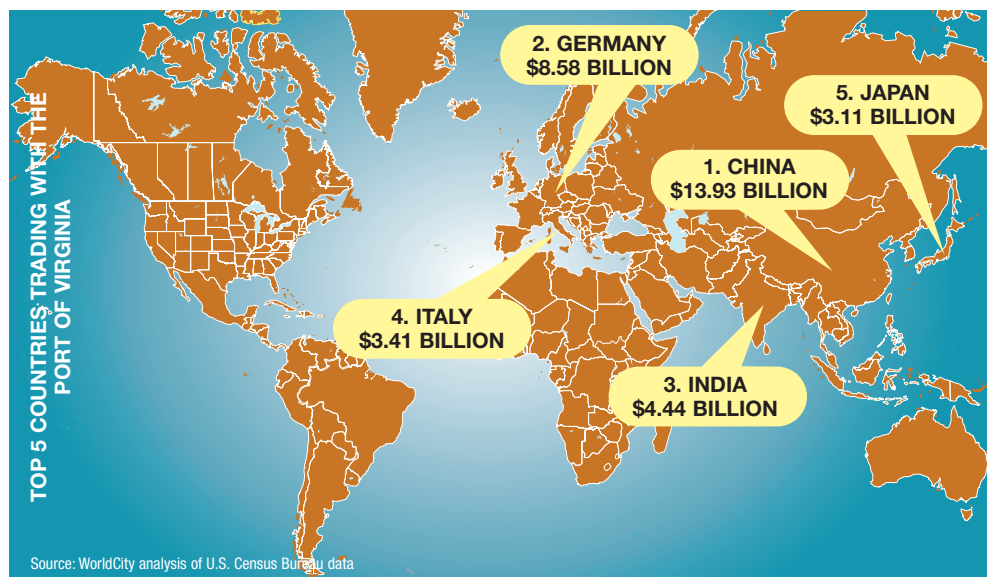 TOP 5 COUNTRIES TRADING WITH THE
PORT OF VIRGINIA
2. GERMANY
$8.58 BILLION
5. JAPAN
$3.11 BILLION
1. CHINA
$13.93 BILLION
4. ITALY
$3.41 BILLION
3. INDIA
$4.44 BILLION
Source: WorldCity analysis of U.S. Census Bureau data